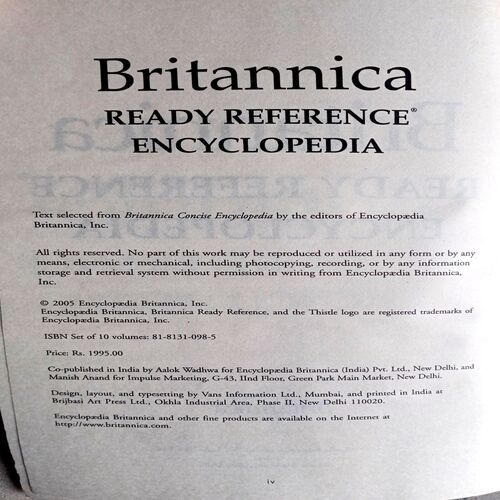 Britannica
READY REFERENCE®
ENCYCLOPEDIA
Text selected from Britannica Concise Encyclopedia by the editors of Encyclopædia
Britannica, Inc.
All rights reserved. No part of this work may be reproduced or utilized in any form or by any
means, electronic or mechanical, including photocopying, recording, or by any information
storage and retrieval system without permission in writing from Encyclopædia Britannica,
Inc.
© 2005 Encyclopædia Britannica, Inc.
Encyclopædia Britannica, Britannica Ready Reference, and the Thistle logo are registered trademarks of
Encyclopædia Britannica, Inc.
ISBN Set of 10 volumes: 81-8131-098-5
Price: Rs. 1995.00
Co-published in India by Aalok Wadhwa for Encyclopædia Britannica (India) Pvt. Ltd., New Delhi, and
Manish Anand for Impulse Marketing, G-43, IInd Floor, Green Park Main Market, New Delhi.
Design, layout, and typesetting by Vans Information Ltd., Mumbai, and printed in India at
Brijbasi Art Press Ltd., Okhla Industrial Area, Phase II, New Delhi 110020.
Encyclopædia Britannica and other fine products are available on the Internet at
http://www.britannica.com.
iv